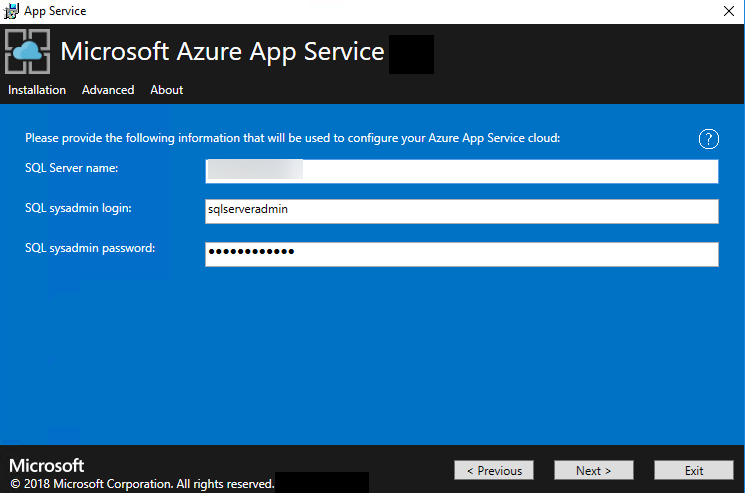 App Service
Microsoft Azure App Service
Installation Advanced About
Please provide the following information that will be used to configure your Azure App Service cloud:
?
SQL Server name:
SQL sysadmin login:
sqlserveradmin
SQL sysadmin password:
●●●●●●●●●●●●
Microsoft
© 2018 Microsoft Corporation. All rights reserved.
< Previous
Next >
Exit